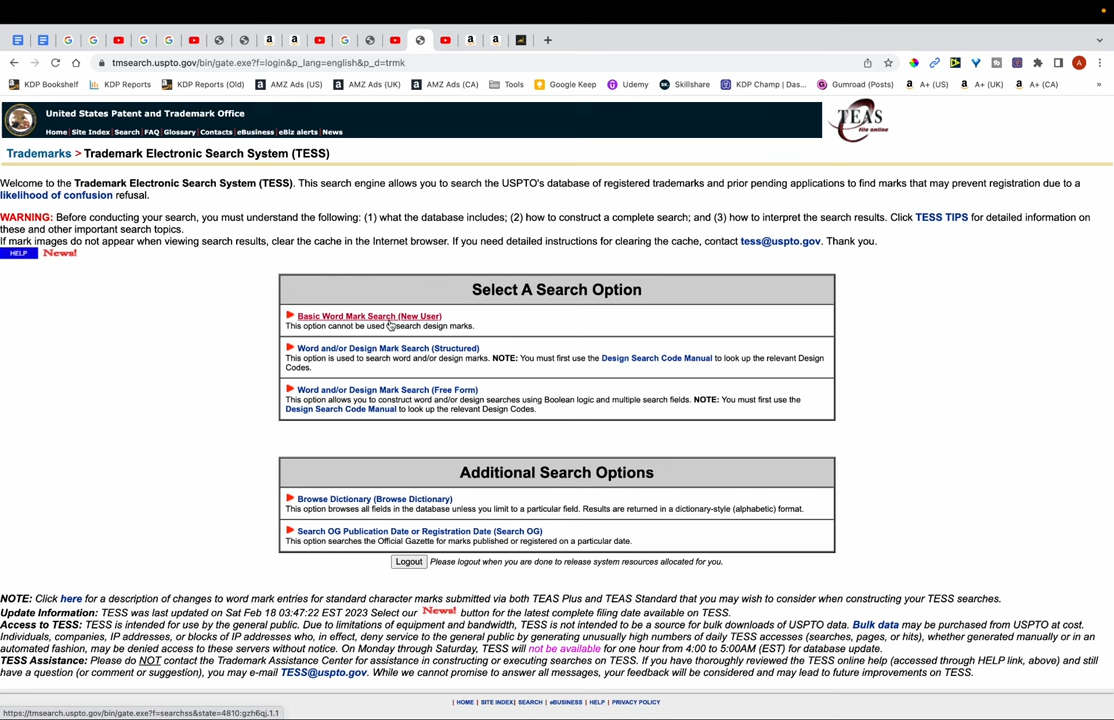 tmsearch.uspto.gov/bin/gate.exe?f=login&p_lang=english&p_d=trmk
KDP Bookshelf KDP Reports KDP Reports (Old) AMZ Ads (US) AMZ Ads (UK) AMZ Ads (CA) Tools Google Keep Udemy Skillshare KDP Champ | Das... Gumroad (Posts) A+ (US) A+ (UK) A+ (CA) »
United States Patent and Trademark Office
Home | Site Index | Search | FAQ | Glossary | Contacts | eBusiness | eBiz alerts | News
TEAS
File online
Trademarks > Trademark Electronic Search System (TESS)
Welcome to the Trademark Electronic Search System (TESS). This search engine allows you to search the USPTO's database of registered trademarks and prior pending applications to find marks that may prevent registration due to a
likelihood of confusion refusal.
WARNING: Before conducting your search, you must understand the following: (1) what the database includes; (2) how to construct a complete search; and (3) how to interpret the search results. Click TESS TIPS for detailed information on
these and other important search topics.
If mark images do not appear when viewing search results, clear the cache in the Internet browser. If you need detailed instructions for clearing the cache, contact tess@uspto.gov. Thank you.
HELP News!
Select A Search Option
Basic Word Mark Search (New User)
This option cannot be used search design marks.
Word and/or Design Mark Search (Structured)
This option is used to search word and/or design marks. NOTE: You must first use the Design Search Code Manual to look up the relevant Design
Codes.
Word and/or Design Mark Search (Free Form)
This option allows you to construct word and/or design searches using Boolean logic and multiple search fields. NOTE: You must first use the
Design Search Code Manual to look up the relevant Design Codes.
Additional Search Options
Browse Dictionary (Browse Dictionary)
This option browses all fields in the database unless you limit to a particular field. Results are returned in a dictionary-style (alphabetic) format.
Search OG Publication Date or Registration Date (Search OG)
This option searches the Official Gazette for marks published or registered on a particular date.
Logout Please logout when you are done to release system resources allocated for you.
NOTE: Click here for a description of changes to word mark entries for standard character marks submitted via both TEAS Plus and TEAS Standard that you may wish to consider when constructing your TESS searches.
Update Information: TESS was last updated on Sat Feb 18 03:47:22 EST 2023 Select our News! button for the latest complete filing date available on TESS.
Access to TESS: TESS is intended for use by the general public. Due to limitations of equipment and bandwidth, TESS is not intended to be a source for bulk downloads of USPTO data. Bulk data may be purchased from USPTO at cost.
Individuals, companies, IP addresses, or blocks of IP addresses who, in effect, deny service to the general public by generating unusually high numbers of daily TESS accesses (searches, pages, or hits), whether generated manually or in an
automated fashion, may be denied access to these servers without notice. On Monday through Saturday, TESS will not be available for one hour from 4:00 to 5:00AM (EST) for database update.
TESS Assistance: Please do NOT contact the Trademark Assistance Center for assistance in constructing or executing searches on TESS. If you have thoroughly reviewed the TESS online help (accessed through HELP link, above) and still
have a question (or comment or suggestion), you may e-mail TESS@uspto.gov. While we cannot promise to answer all messages, your feedback will be considered and may lead to future improvements on TESS.
| HOME | SITE INDEX | SEARCH | eBUSINESS | HELP | PRIVACY POLICY
https://tmsearch.uspto.gov/bin/gate.exe?f=searchss&state=4810:gzh6qj.1.1